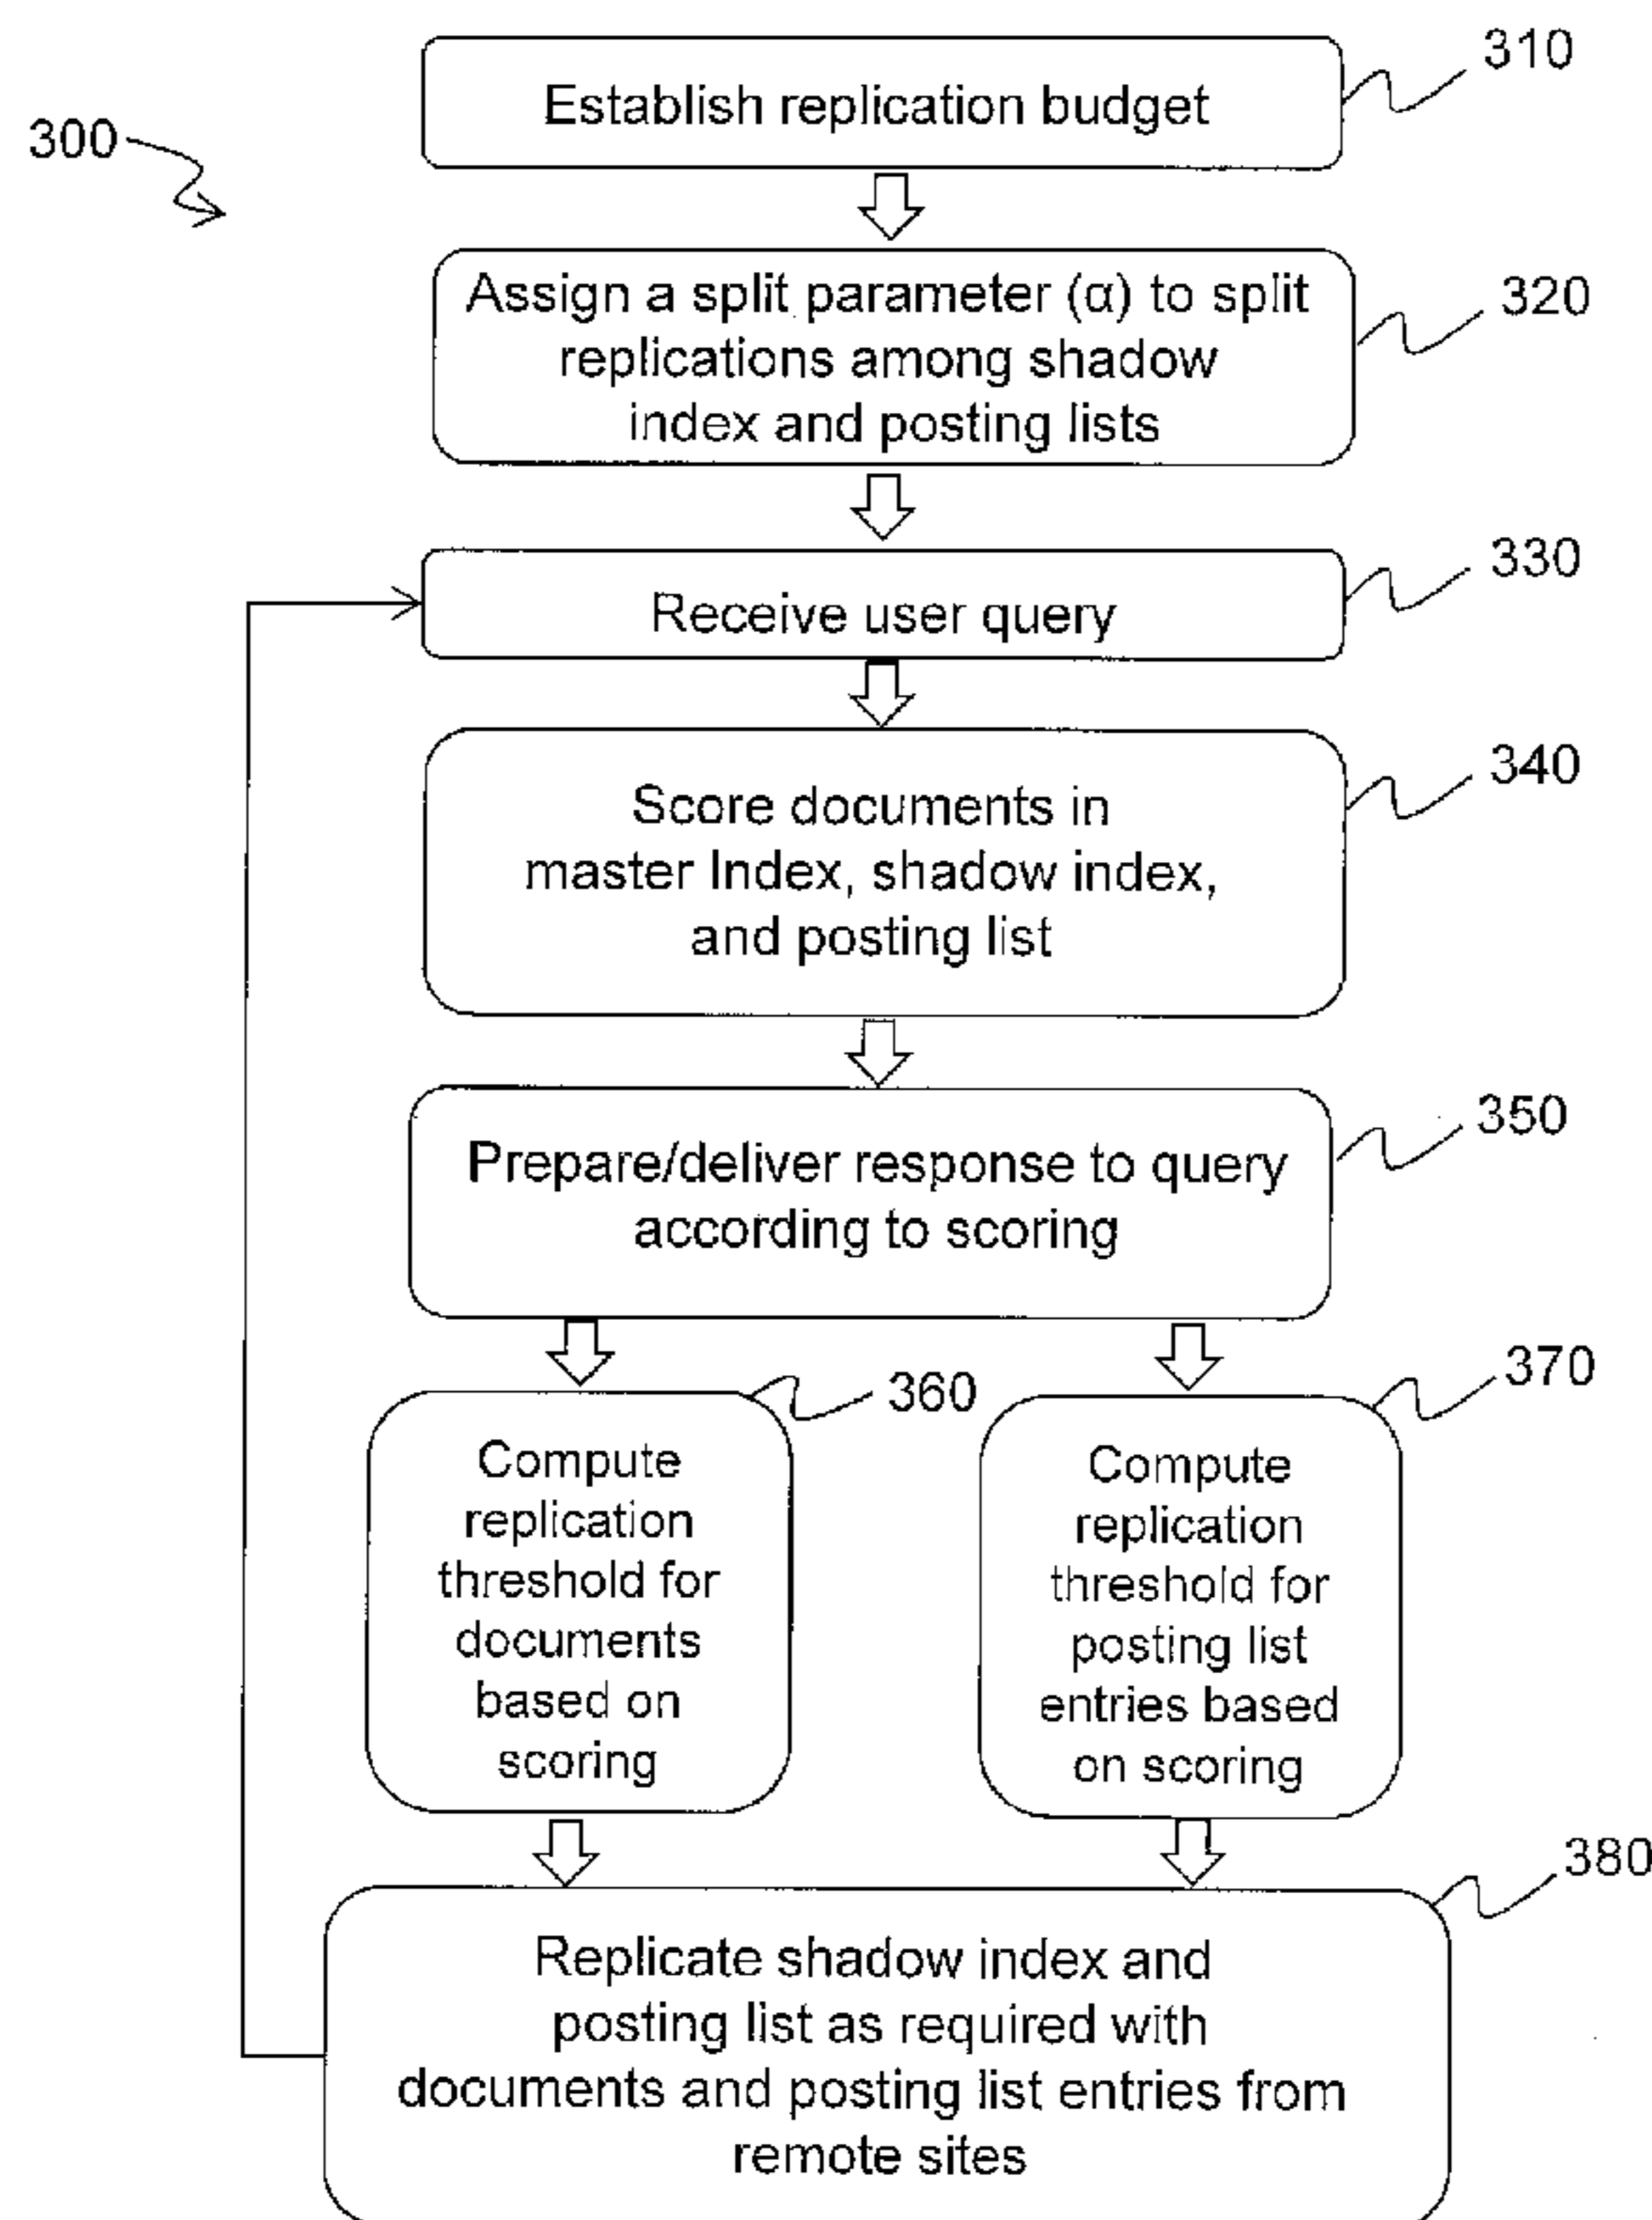 310
Establish replication budget
300
Assign a split parameter (α) to split
replications among shadow
index and posting lists
320
330
Receive user query
340
Score documents in
master Index, shadow index,
and posting list
350
Prepare/deliver response to query
according to scoring
360
Compute
replication
threshold for
documents
based on
scoring
370
Compute
replication
threshold for
posting list
entries based
on scoring
380
Replicate shadow index and
posting list as required with
documents and posting list entries from
remote sites